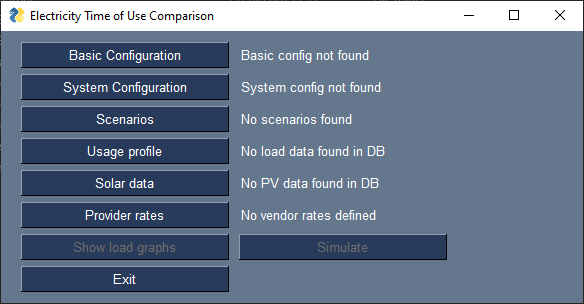 Electricity Time of Use Comparison
Basic Configuration Basic config not found
System Configuration System config not found
Scenarios No scenarios found
Usage profile No load data found in DB
Solar data No PV data found in DB
Provider rates No vendor rates defined
Show load graphs Simulate
Exit